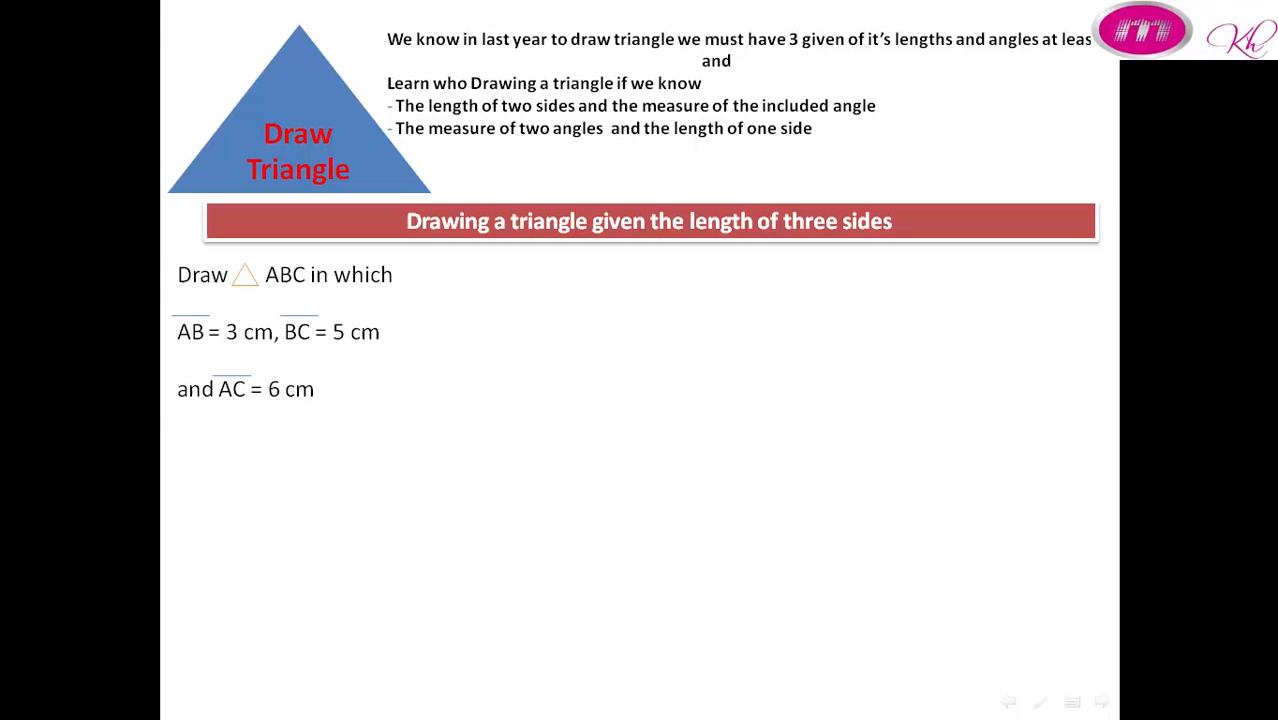 We know in last year to draw triangle we must have 3 given of it's lengths and angles at leas
and
Learn who Drawing a triangle if we know
- The length of two sides and the measure of the included angle
- The measure of two angles and the length of one side
Draw
Triangle
Drawing a triangle given the length of three sides
Draw ABC in which
AB = 3 cm, BC = 5 cm
and AC = 6 cm
Kh